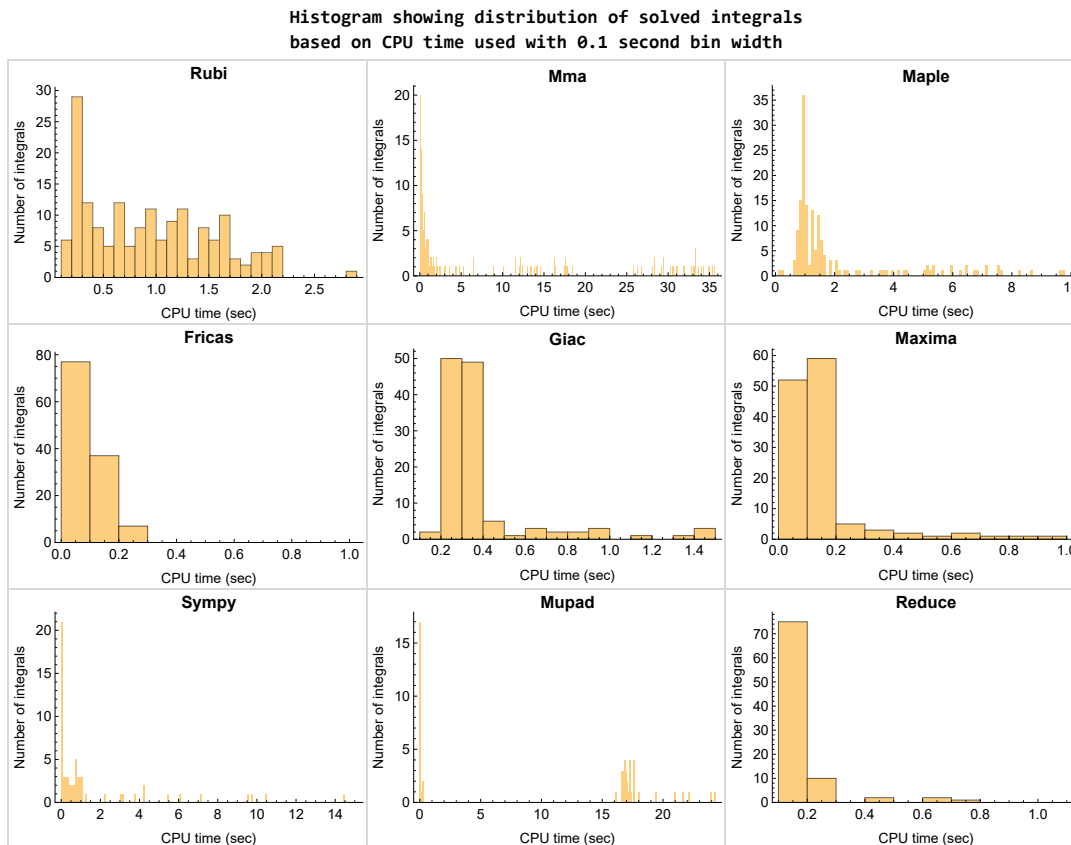 Histogram showing distribution of solved integrals
based on CPU time used with 0.1 second bin width
Rubi
Number of integrals
0
5
10
15
20
25
30
0.5 1.0 1.5 2.0 2.5
CPU time (sec)
Mma
Number of integrals
0
5
10
15
20
0 5 10 15 20 25 30 35
CPU time (sec)
Maple
Number of integrals
0
5
10
15
20
25
30
35
0 2 4 6 8 10
CPU time (sec)
Fricas
Number of integrals
0
20
40
60
80
0.0 0.2 0.4 0.6 0.8 1.0
CPU time (sec)
Giac
Number of integrals
0
10
20
30
40
50
0.2 0.4 0.6 0.8 1.0 1.2 1.4
CPU time (sec)
Maxima
Number of integrals
0
10
20
30
40
50
60
0.0 0.2 0.4 0.6 0.8 1.0
CPU time (sec)
Sympy
Number of integrals
0
5
10
15
20
0 2 4 6 8 10 12 14
CPU time (sec)
Mupad
Number of integrals
0
5
10
15
0 5 10 15 20
CPU time (sec)
Reduce
Number of integrals
0
10
20
30
40
50
60
70
0.2 0.4 0.6 0.8 1.0
CPU time (sec)